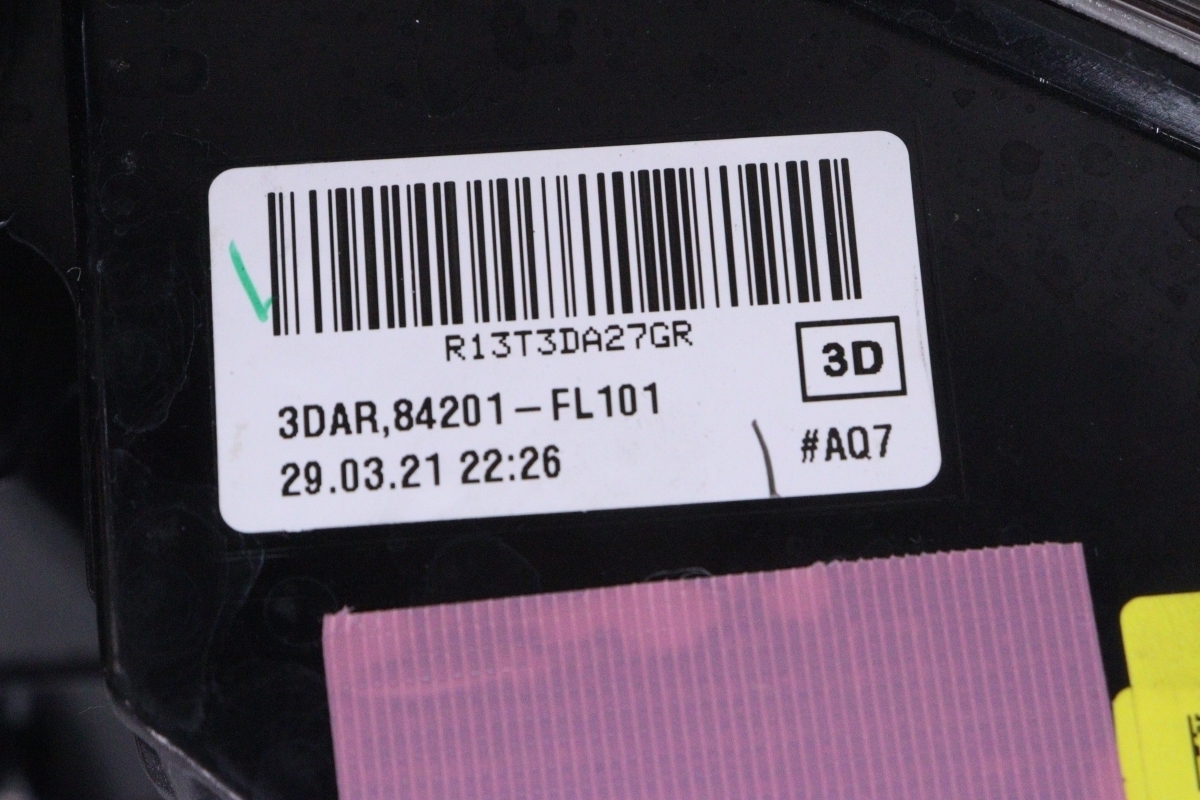 R13T3DA27GR
3D
3DAR,84201-FL101
#AQ7
29.03.21 22:26